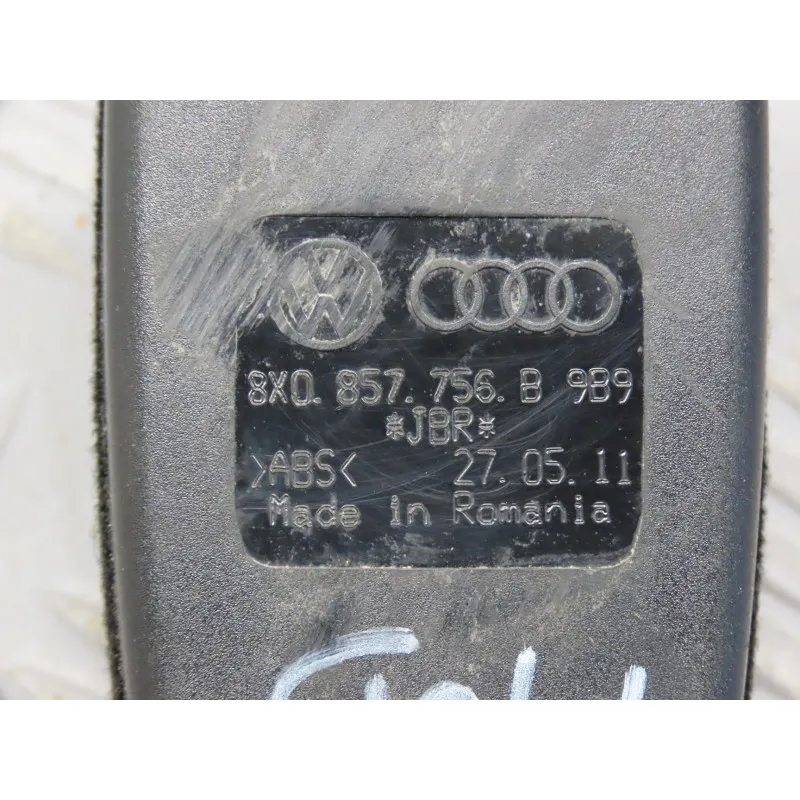 8X0.857.756.B 9B9
*JBR*
>ABS< 27.05.11
Made in Romania